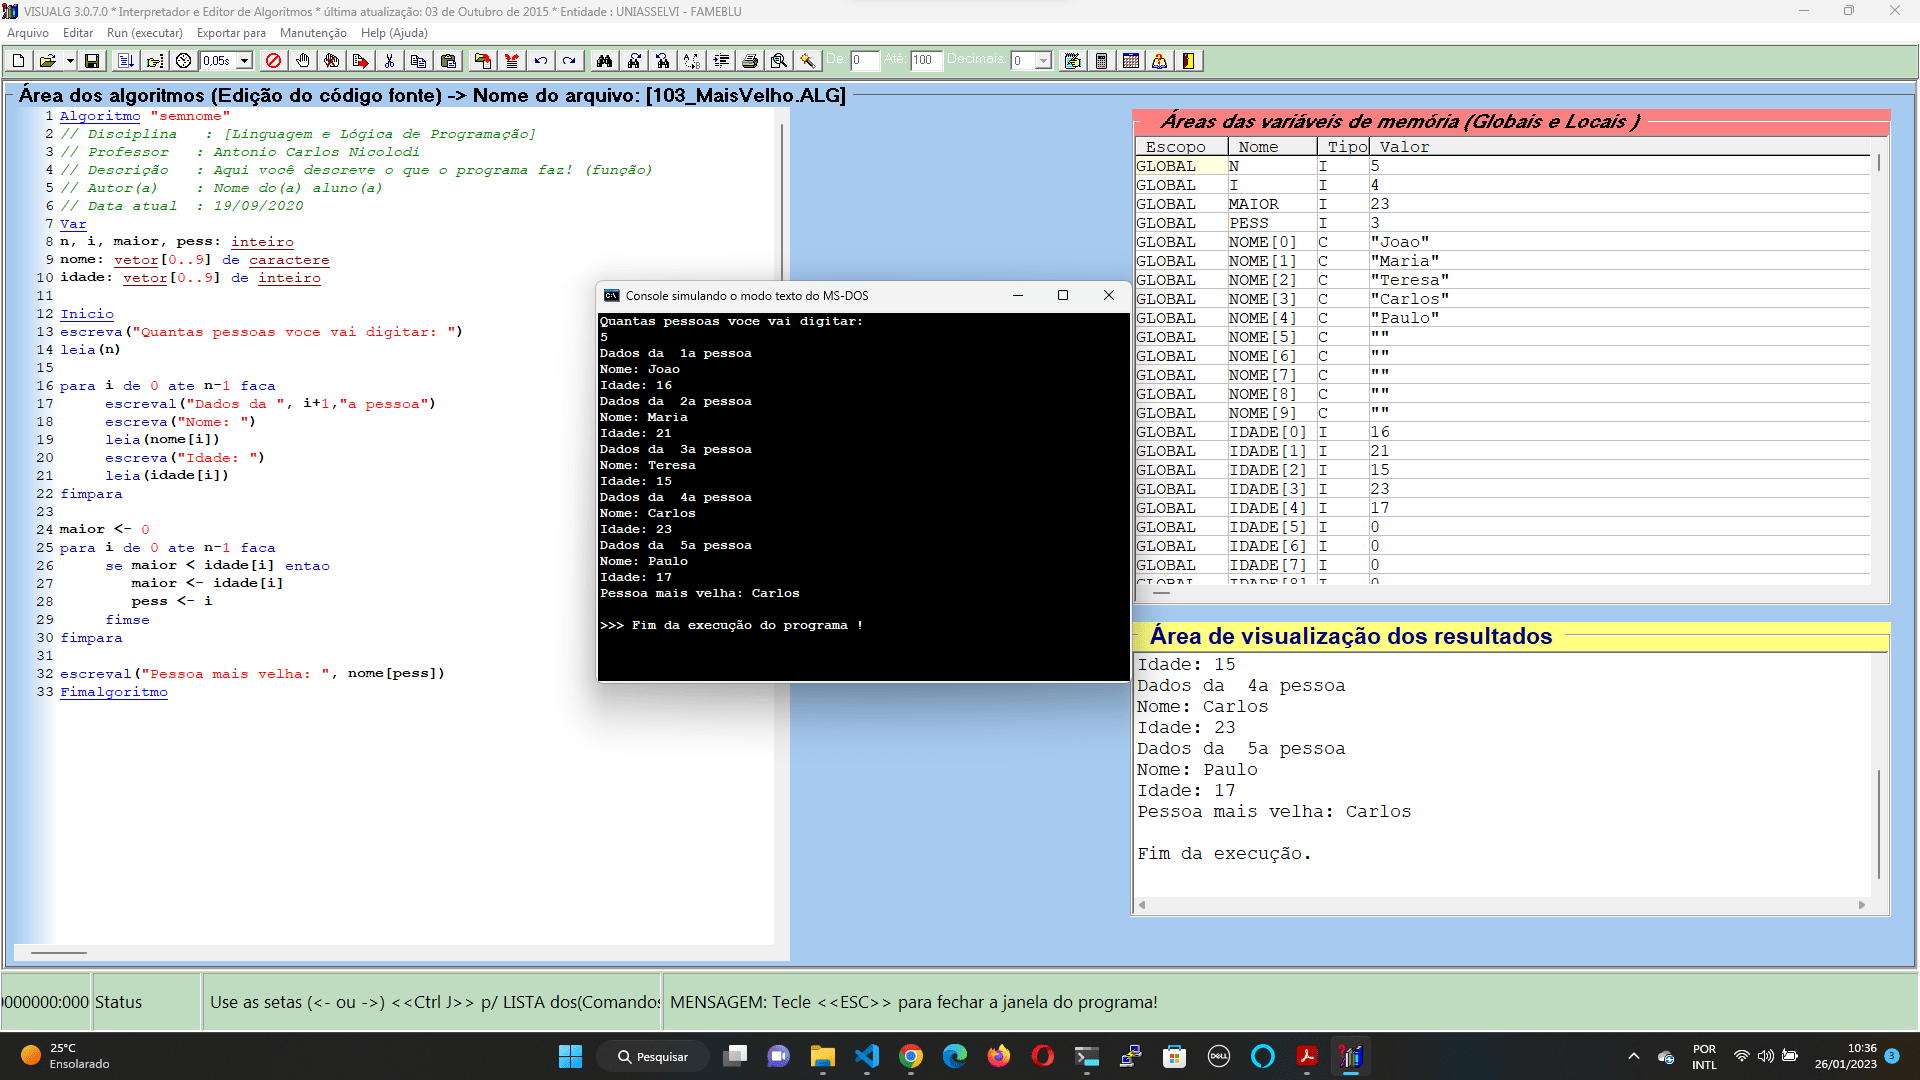 VISUALG 3.0.7.0 * Interpretador e Editor de Algoritmos * última atualização: 03 de Outubro de 2015 * Entidade : UNIASSELVI - FAMEBLU
Arquivo Editar Run (executar) Exportar para Manutenção Help (Ajuda)
0,05s De: 0 Até: 100 Decimais: 0
Área dos algoritmos (Edição do código fonte) -> Nome do arquivo: [103_MaisVelho.ALG]
1 Algoritmo "semnome"
2 // Disciplina : [Linguagem e Lógica de Programação]
3 // Professor : Antonio Carlos Nicolodi
4 // Descrição : Aqui você descreve o que o programa faz! (função)
5 // Autor(a) : Nome do(a) aluno(a)
6 // Data atual : 19/09/2020
7 Var
8 n, i, maior, pess: inteiro
9 nome: vetor[0..9] de caractere
10 idade: vetor[0..9] de inteiro
11
12 Inicio
13 escreva("Quantas pessoas voce vai digitar: ")
14 leia(n)
15
16 para i de 0 ate n-1 faca
17 escreval("Dados da ", i+1,"a pessoa")
18 escreva("Nome: ")
19 leia(nome[i])
20 escreva("Idade: ")
21 leia(idade[i])
22 fimpara
23
24 maior <- 0
25 para i de 0 ate n-1 faca
26 se maior < idade[i] entao
27 maior <- idade[i]
28 pess <- i
29 fimse
30 fimpara
31
32 escreval("Pessoa mais velha: ", nome[pess])
33 Fimalgoritmo
Console simulando o modo texto do MS-DOS
Quantas pessoas voce vai digitar:
5
Dados da  1a pessoa
Nome: Joao
Idade: 16
Dados da  2a pessoa
Nome: Maria
Idade: 21
Dados da  3a pessoa
Nome: Teresa
Idade: 15
Dados da  4a pessoa
Nome: Carlos
Idade: 23
Dados da  5a pessoa
Nome: Paulo
Idade: 17
Pessoa mais velha: Carlos
>>> Fim da execução do programa !
Áreas das variáveis de memória (Globais e Locais )
Escopo Nome Tipo Valor
GLOBAL N I 5
GLOBAL I I 4
GLOBAL MAIOR I 23
GLOBAL PESS I 3
GLOBAL NOME[0] C "Joao"
GLOBAL NOME[1] C "Maria"
GLOBAL NOME[2] C "Teresa"
GLOBAL NOME[3] C "Carlos"
GLOBAL NOME[4] C "Paulo"
GLOBAL NOME[5] C ""
GLOBAL NOME[6] C ""
GLOBAL NOME[7] C ""
GLOBAL NOME[8] C ""
GLOBAL NOME[9] C ""
GLOBAL IDADE[0] I 16
GLOBAL IDADE[1] I 21
GLOBAL IDADE[2] I 15
GLOBAL IDADE[3] I 23
GLOBAL IDADE[4] I 17
GLOBAL IDADE[5] I 0
GLOBAL IDADE[6] I 0
GLOBAL IDADE[7] I 0
GLOBAL IDADE[8] I 0
Área de visualização dos resultados
Idade: 15
Dados da  4a pessoa
Nome: Carlos
Idade: 23
Dados da  5a pessoa
Nome: Paulo
Idade: 17
Pessoa mais velha: Carlos
Fim da execução.
0000000:000 Status Use as setas (<- ou ->) <<Ctrl J>> p/ LISTA dos(Comandos MENSAGEM: Tecle <<ESC>> para fechar a janela do programa!
25°C
Ensolarado
Pesquisar
DELL
POR
INTL
10:36
26/01/2023
3